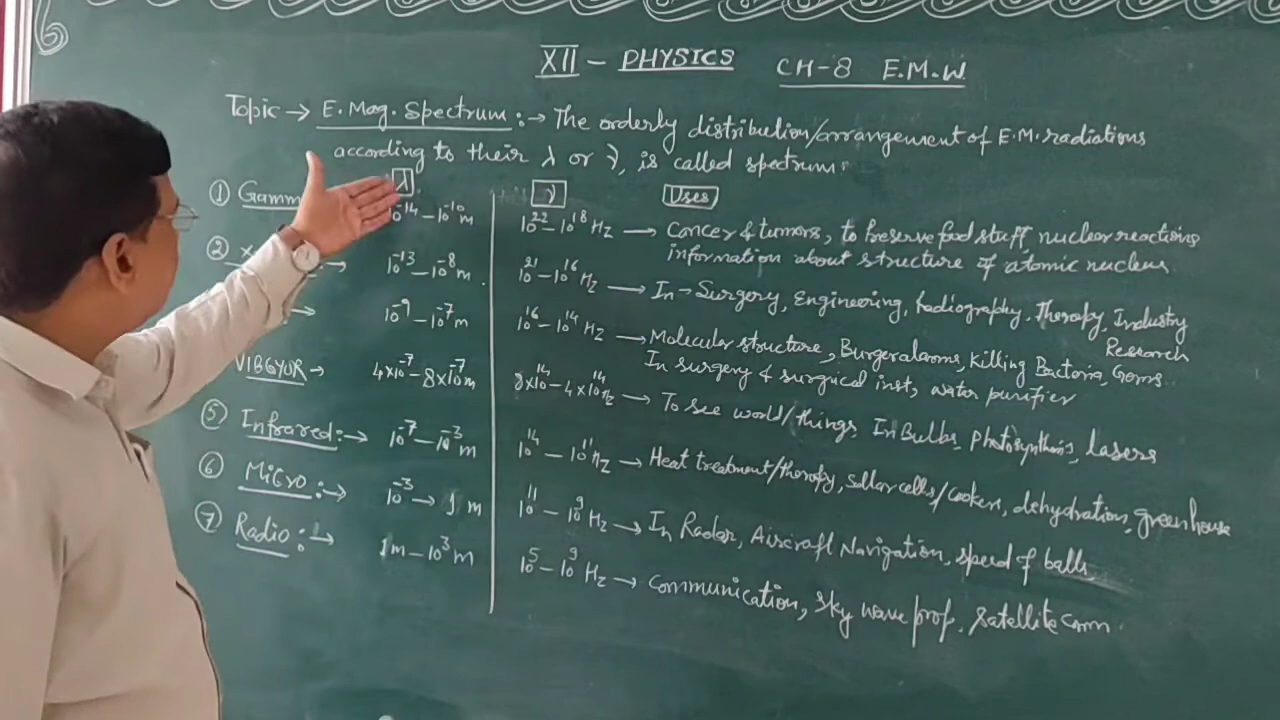 XII - PHYSICS CH-8 E.M.W
Topic → E. Mag. Spectrum :→ The orderly distribution/arrangement of E.M. radiations
according to their λ or ν, is called spectrum:
λ ν Uses
① Gamm 10⁻¹⁴ – 10⁻¹⁰ m 10²² – 10¹⁸ Hz → Cancer & tumors, to Preserve food stuff, nuclear reactions
information about structure of atomic nucleus.
② X → 10⁻¹³ – 10⁻⁸ m. 10²¹ – 10¹⁶ Hz → In - Surgery, Engineering, Radiography, Therapy, Industry
Research
→ 10⁻⁹ – 10⁻⁷ m 10¹⁶ – 10¹⁴ Hz → Molecular structure, Burgeralarms, Killing Bacteria, Germs.
In surgery & surgical inst, water purifier
VIBGYOR → 4×10⁻⁷ – 8×10⁻⁷ m 8×10¹⁴ – 4×10¹⁴ Hz → To see world/things, In Bulbs, Photosynthesis, lasers
⑤ Infrared :→ 10⁻⁷ – 10⁻³ m 10¹⁴ – 10¹¹ Hz → Heat treatment/therapy, Sollar cells/cookers, dehydration, green house
⑥ Micro :→ 10⁻³ → 1 m 10¹¹ – 10⁹ Hz → In Radar, Aircraft Navigation, speed of balls
⑦ Radio :→ 1m – 10³ m 10⁵ – 10⁹ Hz → Communication, Sky wave prop. Satellite comm.